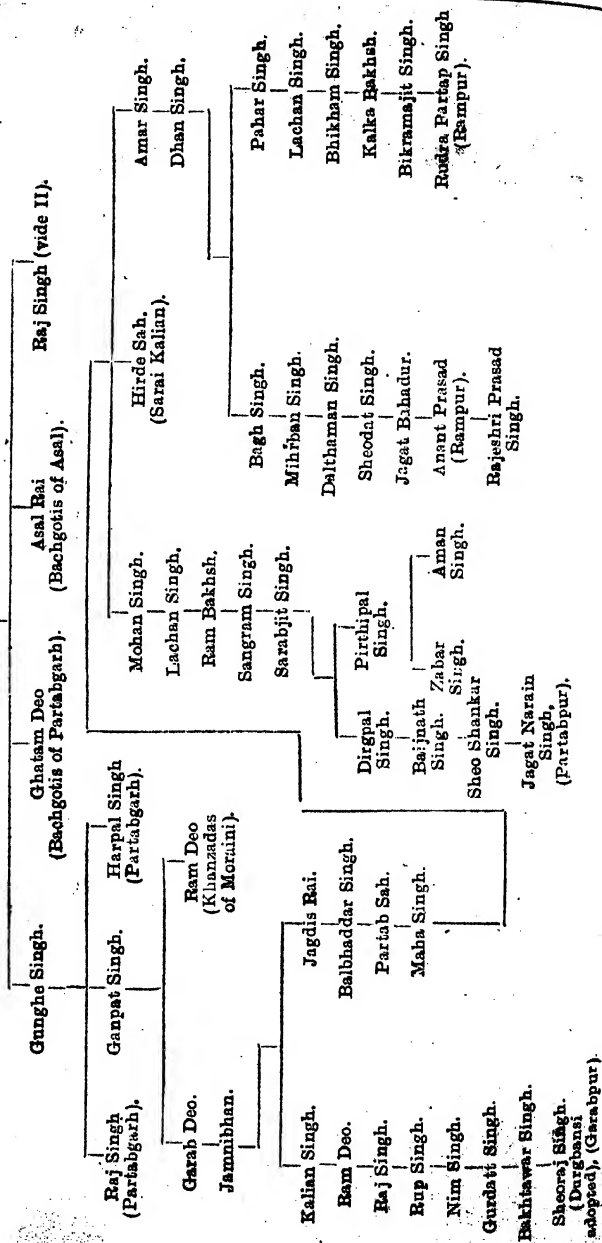 Gunghe Singh.
Ghatam Deo
(Bachgotis of Partabgarh).
Asal Rai
(Bachgotis of Asal).
Raj Singh (vide II).
Raj Singh
(Partabgarh).
Ganpat Singh.
Harpal Singh
(Partabgarh).
Garab Deo.
Ram Deo
(Khanzadas
of Moraini).
Jamnibhan.
Kalian Singh.
Ram Deo.
Raj Singh.
Rup Singh.
Nim Singh.
Gurdatt Singh.
Bakhtawar Singh.
Sheoraj Singh.
(Durgbansi
adopted), (Garabpur).
Jagdis Rai.
Balbhaddar Singh.
Partab Sah.
Maha Singh.
Mohan Singh.
Lachan Singh.
Ram Bakhsh.
Sangram Singh.
Sarabjit Singh.
Hirde Sah.
(Sarai Kalian).
Amar Singh.
Dhan Singh.
Dirgpal
Singh.
Pirthipal
Singh.
Baijnath
Singh.
Zabar
Singh.
Aman
Singh.
Sheo Shankar
Singh.
Jagat Narain
Singh,
(Partabpur).
Bagh Singh.
Mihrban Singh.
Dalthaman Singh.
Sheodat Singh.
Jagat Bahadur.
Anant Prasad
(Rampur).
Rajeshri Prasad
Singh.
Pahar Singh.
Lachan Singh.
Bhikham Singh.
Kalka Bakhsh.
Bikramajit Singh.
Rudra Partap Singh
(Rampur).